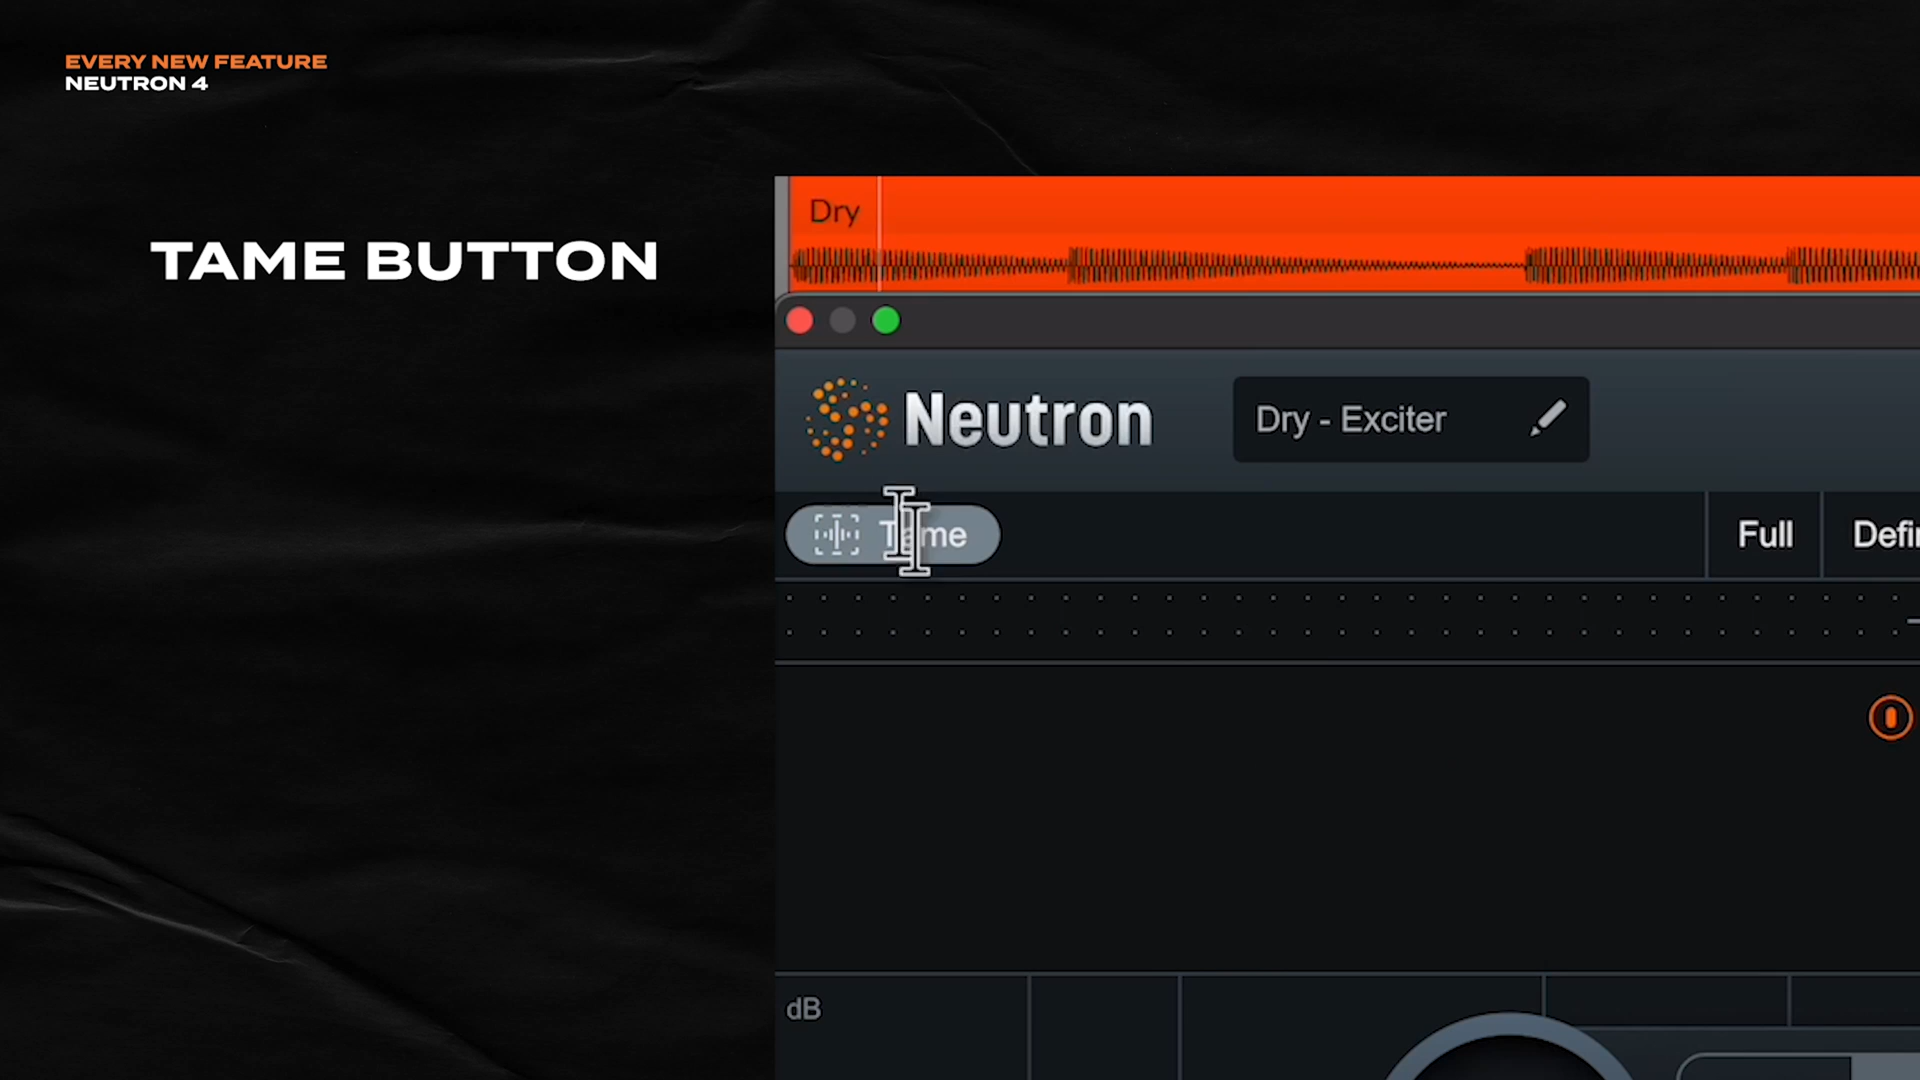 EVERY NEW FEATURE
NEUTRON 4
TAME BUTTON
Dry
Neutron
Dry - Exciter
Tame
Full
dB